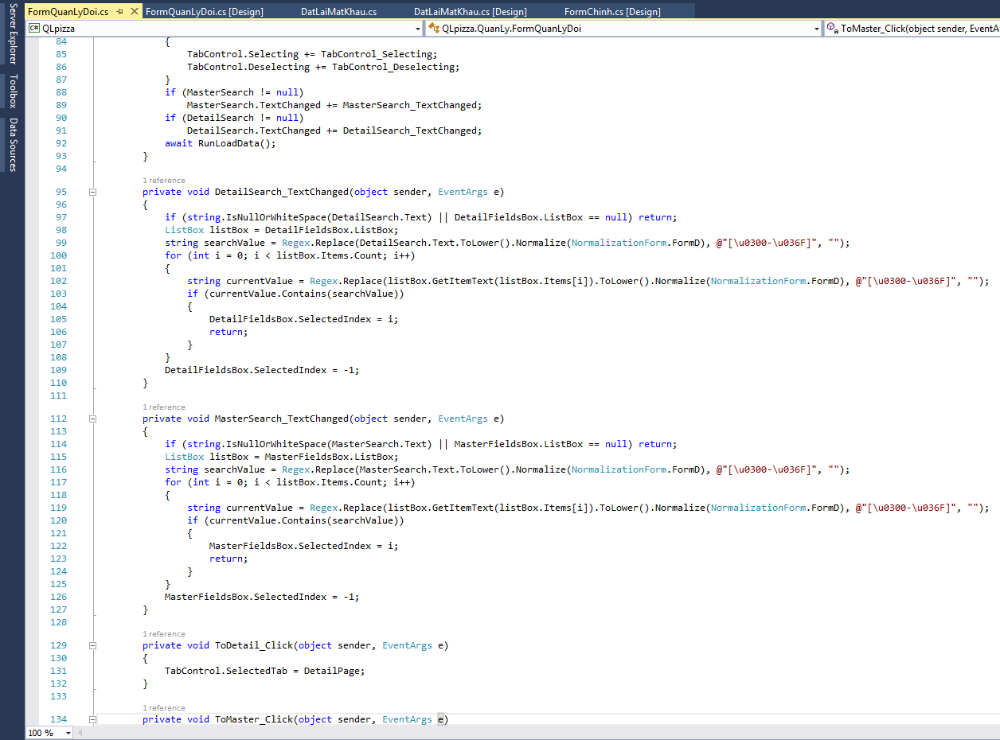 FormQuanLyDoi.cs FormQuanLyDoi.cs [Design] DatLaiMatKhau.cs DatLaiMatKhau.cs [Design] FormChinh.cs [Design]
Server Explorer
Toolbox
Data Sources
C# QLpizza QLpizza.QuanLy.FormQuanLyDoi ToMaster_Click(object sender, EventA
84 {
85 TabControl.Selecting += TabControl_Selecting;
86 TabControl.Deselecting += TabControl_Deselecting;
87 }
88 if (MasterSearch != null)
89 MasterSearch.TextChanged += MasterSearch_TextChanged;
90 if (DetailSearch != null)
91 DetailSearch.TextChanged += DetailSearch_TextChanged;
92 await RunLoadData();
93 }
94
1 reference
95 private void DetailSearch_TextChanged(object sender, EventArgs e)
96 {
97 if (string.IsNullOrWhiteSpace(DetailSearch.Text) || DetailFieldsBox.ListBox == null) return;
98 ListBox listBox = DetailFieldsBox.ListBox;
99 string searchValue = Regex.Replace(DetailSearch.Text.ToLower().Normalize(NormalizationForm.FormD), @"[\u0300-\u036F]", "");
100 for (int i = 0; i < listBox.Items.Count; i++)
101 {
102 string currentValue = Regex.Replace(listBox.GetItemText(listBox.Items[i]).ToLower().Normalize(NormalizationForm.FormD), @"[\u0300-\u036F]", "");
103 if (currentValue.Contains(searchValue))
104 {
105 DetailFieldsBox.SelectedIndex = i;
106 return;
107 }
108 }
109 DetailFieldsBox.SelectedIndex = -1;
110 }
111
1 reference
112 private void MasterSearch_TextChanged(object sender, EventArgs e)
113 {
114 if (string.IsNullOrWhiteSpace(MasterSearch.Text) || MasterFieldsBox.ListBox == null) return;
115 ListBox listBox = MasterFieldsBox.ListBox;
116 string searchValue = Regex.Replace(MasterSearch.Text.ToLower().Normalize(NormalizationForm.FormD), @"[\u0300-\u036F]", "");
117 for (int i = 0; i < listBox.Items.Count; i++)
118 {
119 string currentValue = Regex.Replace(listBox.GetItemText(listBox.Items[i]).ToLower().Normalize(NormalizationForm.FormD), @"[\u0300-\u036F]", "");
120 if (currentValue.Contains(searchValue))
121 {
122 MasterFieldsBox.SelectedIndex = i;
123 return;
124 }
125 }
126 MasterFieldsBox.SelectedIndex = -1;
127 }
128
1 reference
129 private void ToDetail_Click(object sender, EventArgs e)
130 {
131 TabControl.SelectedTab = DetailPage;
132 }
133
1 reference
134 private void ToMaster_Click(object sender, EventArgs e)
100 %